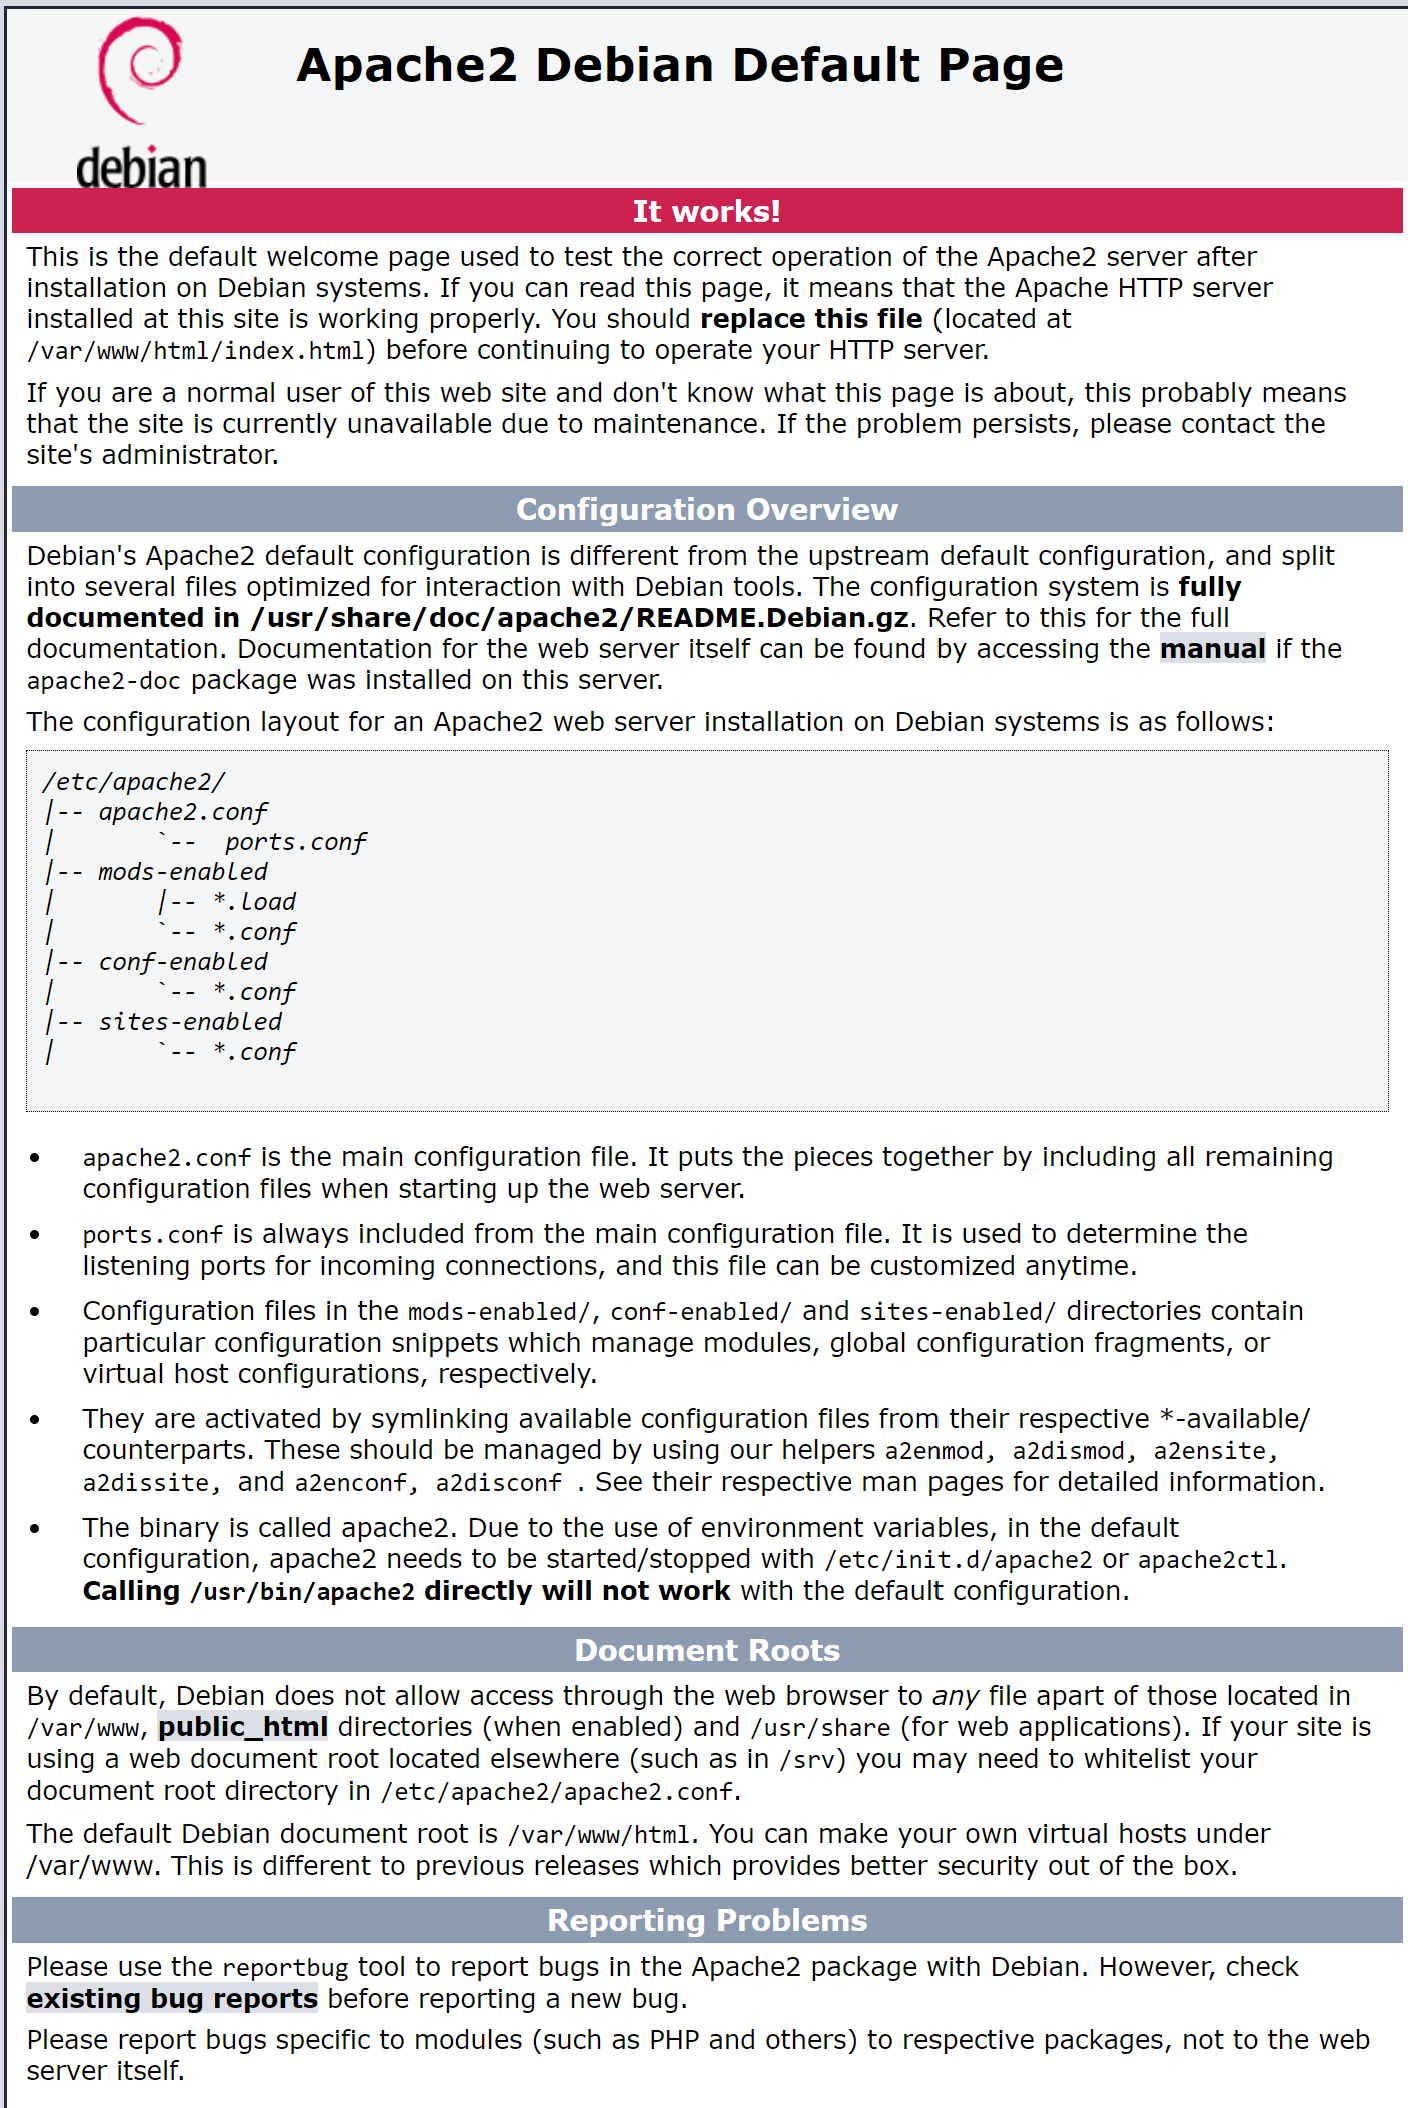 debian
Apache2 Debian Default Page
It works!
This is the default welcome page used to test the correct operation of the Apache2 server after
installation on Debian systems. If you can read this page, it means that the Apache HTTP server
installed at this site is working properly. You should replace this file (located at
/var/www/html/index.html) before continuing to operate your HTTP server.
If you are a normal user of this web site and don't know what this page is about, this probably means
that the site is currently unavailable due to maintenance. If the problem persists, please contact the
site's administrator.
Configuration Overview
Debian's Apache2 default configuration is different from the upstream default configuration, and split
into several files optimized for interaction with Debian tools. The configuration system is fully
documented in /usr/share/doc/apache2/README.Debian.gz. Refer to this for the full
documentation. Documentation for the web server itself can be found by accessing the manual if the
apache2-doc package was installed on this server.
The configuration layout for an Apache2 web server installation on Debian systems is as follows:
/etc/apache2/
|-- apache2.conf
|       `--  ports.conf
|-- mods-enabled
|       |-- *.load
|       `-- *.conf
|-- conf-enabled
|       `-- *.conf
|-- sites-enabled
|       `-- *.conf
• apache2.conf is the main configuration file. It puts the pieces together by including all remaining
configuration files when starting up the web server.
• ports.conf is always included from the main configuration file. It is used to determine the
listening ports for incoming connections, and this file can be customized anytime.
• Configuration files in the mods-enabled/, conf-enabled/ and sites-enabled/ directories contain
particular configuration snippets which manage modules, global configuration fragments, or
virtual host configurations, respectively.
• They are activated by symlinking available configuration files from their respective *-available/
counterparts. These should be managed by using our helpers a2enmod, a2dismod, a2ensite,
a2dissite, and a2enconf, a2disconf . See their respective man pages for detailed information.
• The binary is called apache2. Due to the use of environment variables, in the default
configuration, apache2 needs to be started/stopped with /etc/init.d/apache2 or apache2ctl.
Calling /usr/bin/apache2 directly will not work with the default configuration.
Document Roots
By default, Debian does not allow access through the web browser to any file apart of those located in
/var/www, public_html directories (when enabled) and /usr/share (for web applications). If your site is
using a web document root located elsewhere (such as in /srv) you may need to whitelist your
document root directory in /etc/apache2/apache2.conf.
The default Debian document root is /var/www/html. You can make your own virtual hosts under
/var/www. This is different to previous releases which provides better security out of the box.
Reporting Problems
Please use the reportbug tool to report bugs in the Apache2 package with Debian. However, check
existing bug reports before reporting a new bug.
Please report bugs specific to modules (such as PHP and others) to respective packages, not to the web
server itself.